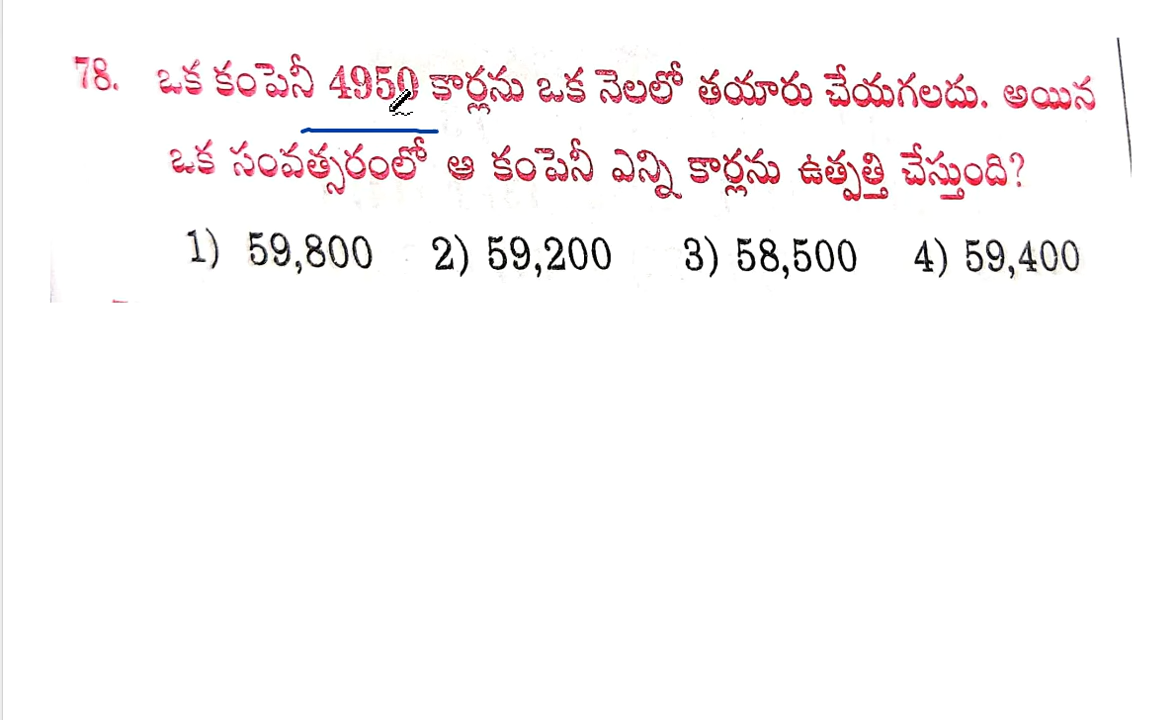 78. ఒక కంపెనీ 4950 కార్లను ఒక నెలలో తయారు చేయగలదు. అయిన
ఒక సంవత్సరంలో ఆ కంపెనీ ఎన్ని కార్లను ఉత్పత్తి చేస్తుంది?
1) 59,800 2) 59,200 3) 58,500 4) 59,400